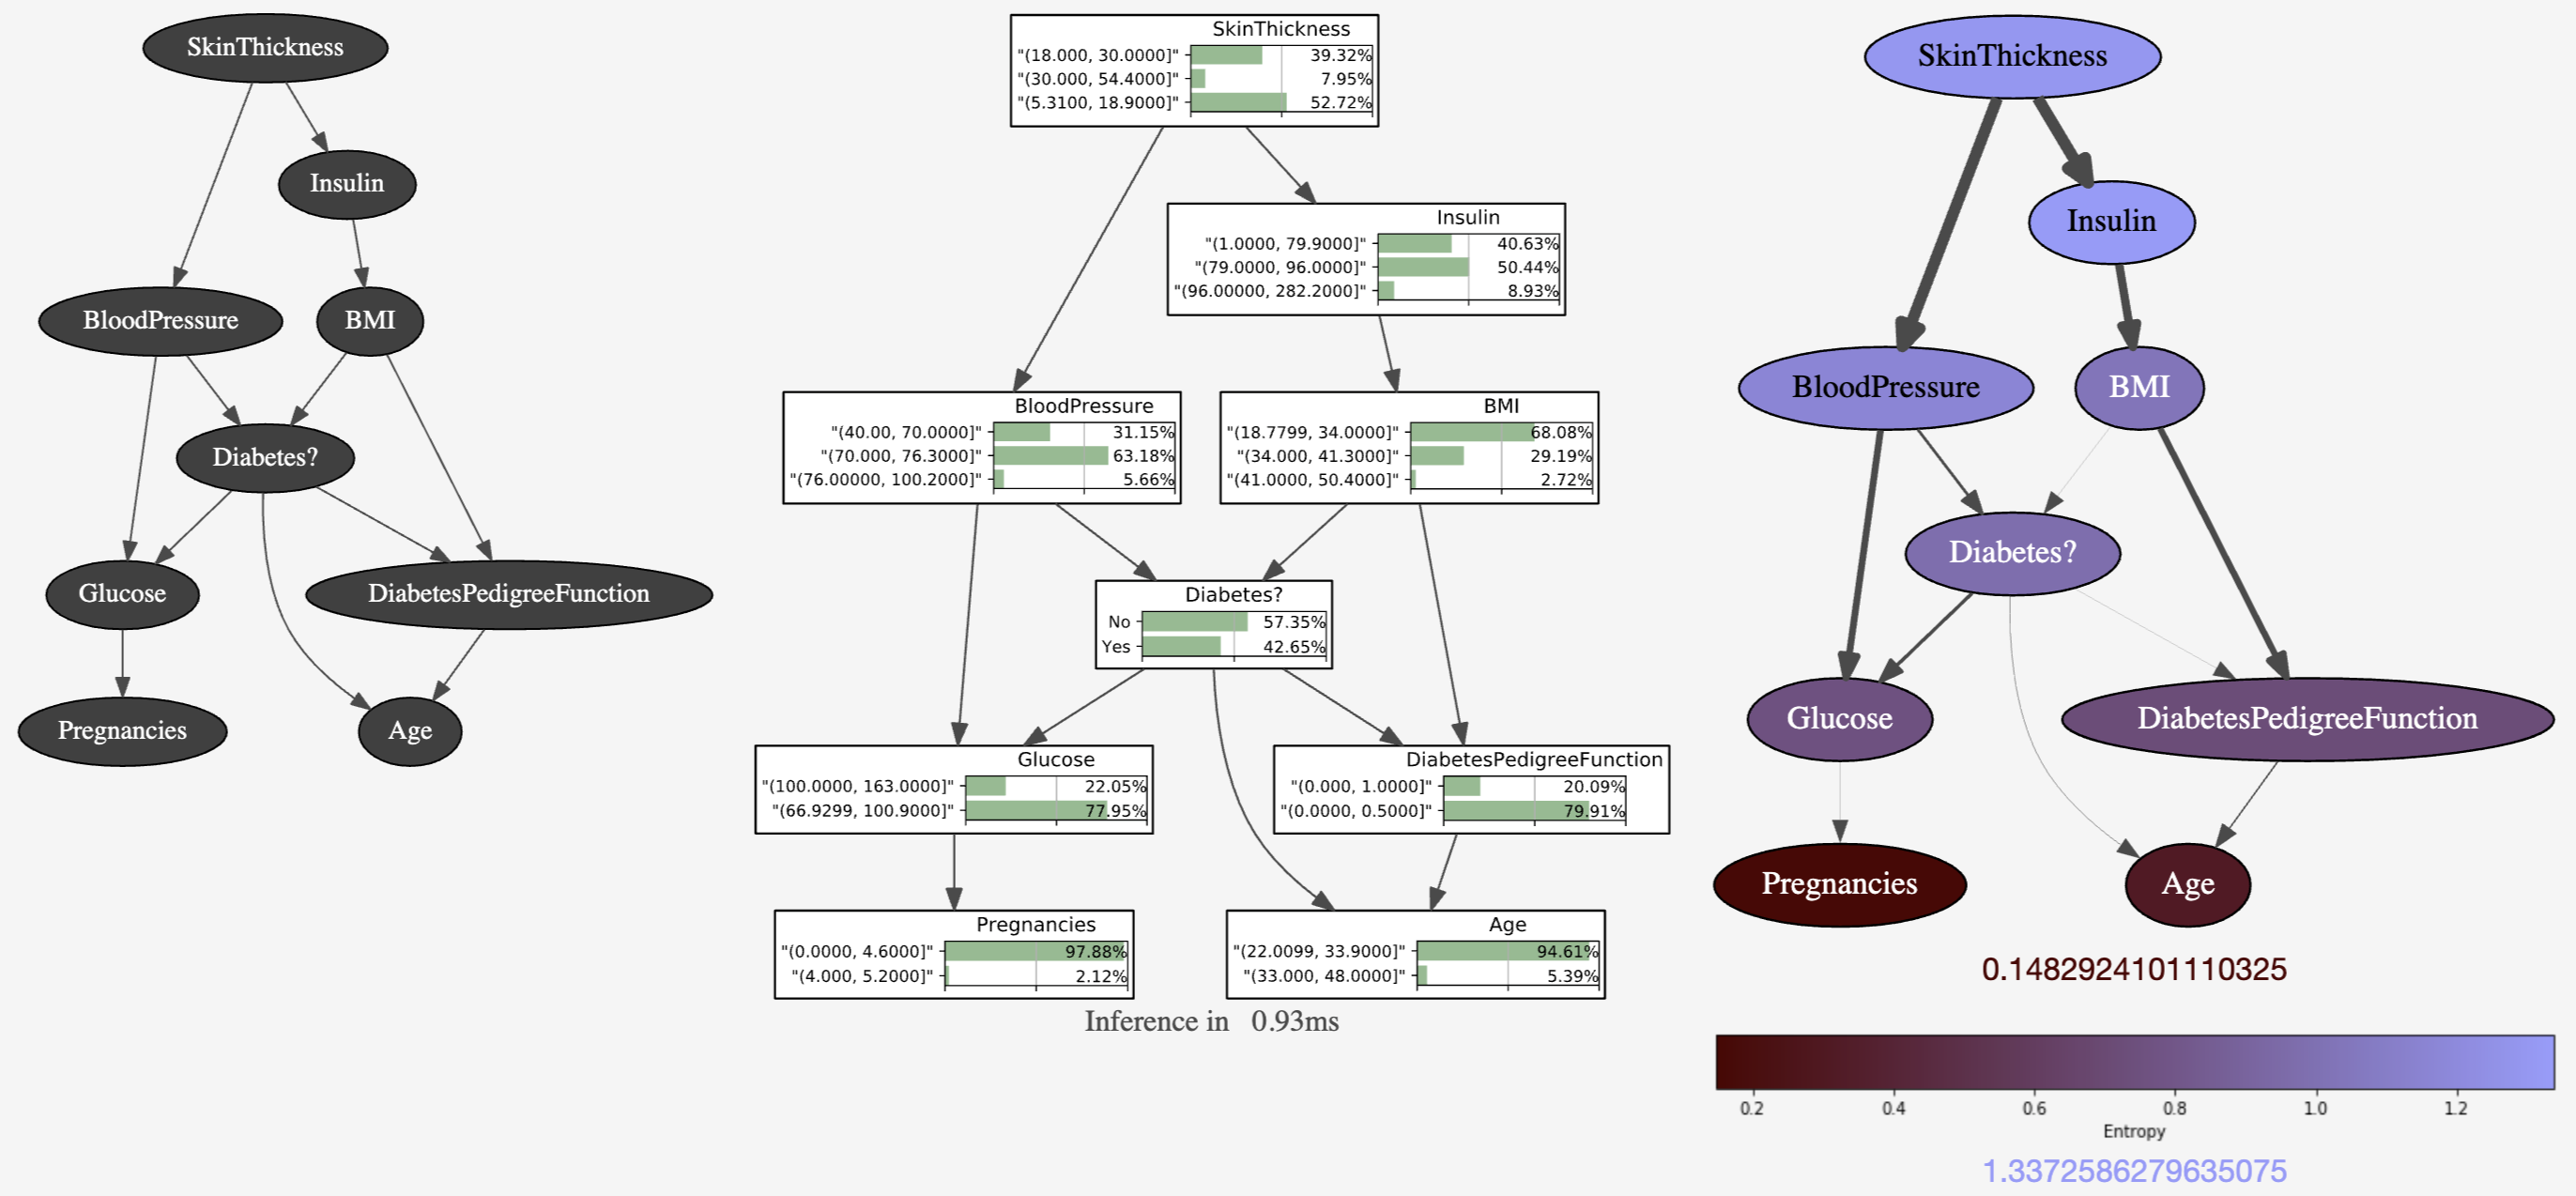 SkinThickness
Insulin
BloodPressure
BMI
Diabetes?
Glucose
DiabetesPedigreeFunction
Pregnancies
Age
SkinThickness
"(18.000, 30.0000]" 39.32%
"(30.000, 54.4000]" 7.95%
"(5.3100, 18.9000]" 52.72%
Insulin
"(1.0000, 79.9000]" 40.63%
"(79.0000, 96.0000]" 50.44%
"(96.00000, 282.2000]" 8.93%
BloodPressure
"(40.00, 70.0000]" 31.15%
"(70.000, 76.3000]" 63.18%
"(76.00000, 100.2000]" 5.66%
BMI
"(18.7799, 34.0000]" 68.08%
"(34.000, 41.3000]" 29.19%
"(41.0000, 50.4000]" 2.72%
Diabetes?
No 57.35%
Yes 42.65%
Glucose
"(100.0000, 163.0000]" 22.05%
"(66.9299, 100.9000]" 77.95%
DiabetesPedigreeFunction
"(0.000, 1.0000]" 20.09%
"(0.0000, 0.5000]" 79.91%
Pregnancies
"(0.0000, 4.6000]" 97.88%
"(4.000, 5.2000]" 2.12%
Age
"(22.0099, 33.9000]" 94.61%
"(33.000, 48.0000]" 5.39%
Inference in 0.93ms
SkinThickness
Insulin
BloodPressure
BMI
Diabetes?
Glucose
DiabetesPedigreeFunction
Pregnancies
Age
0.1482924101110325
0.2 0.4 0.6 0.8 1.0 1.2
Entropy
1.3372586279635075